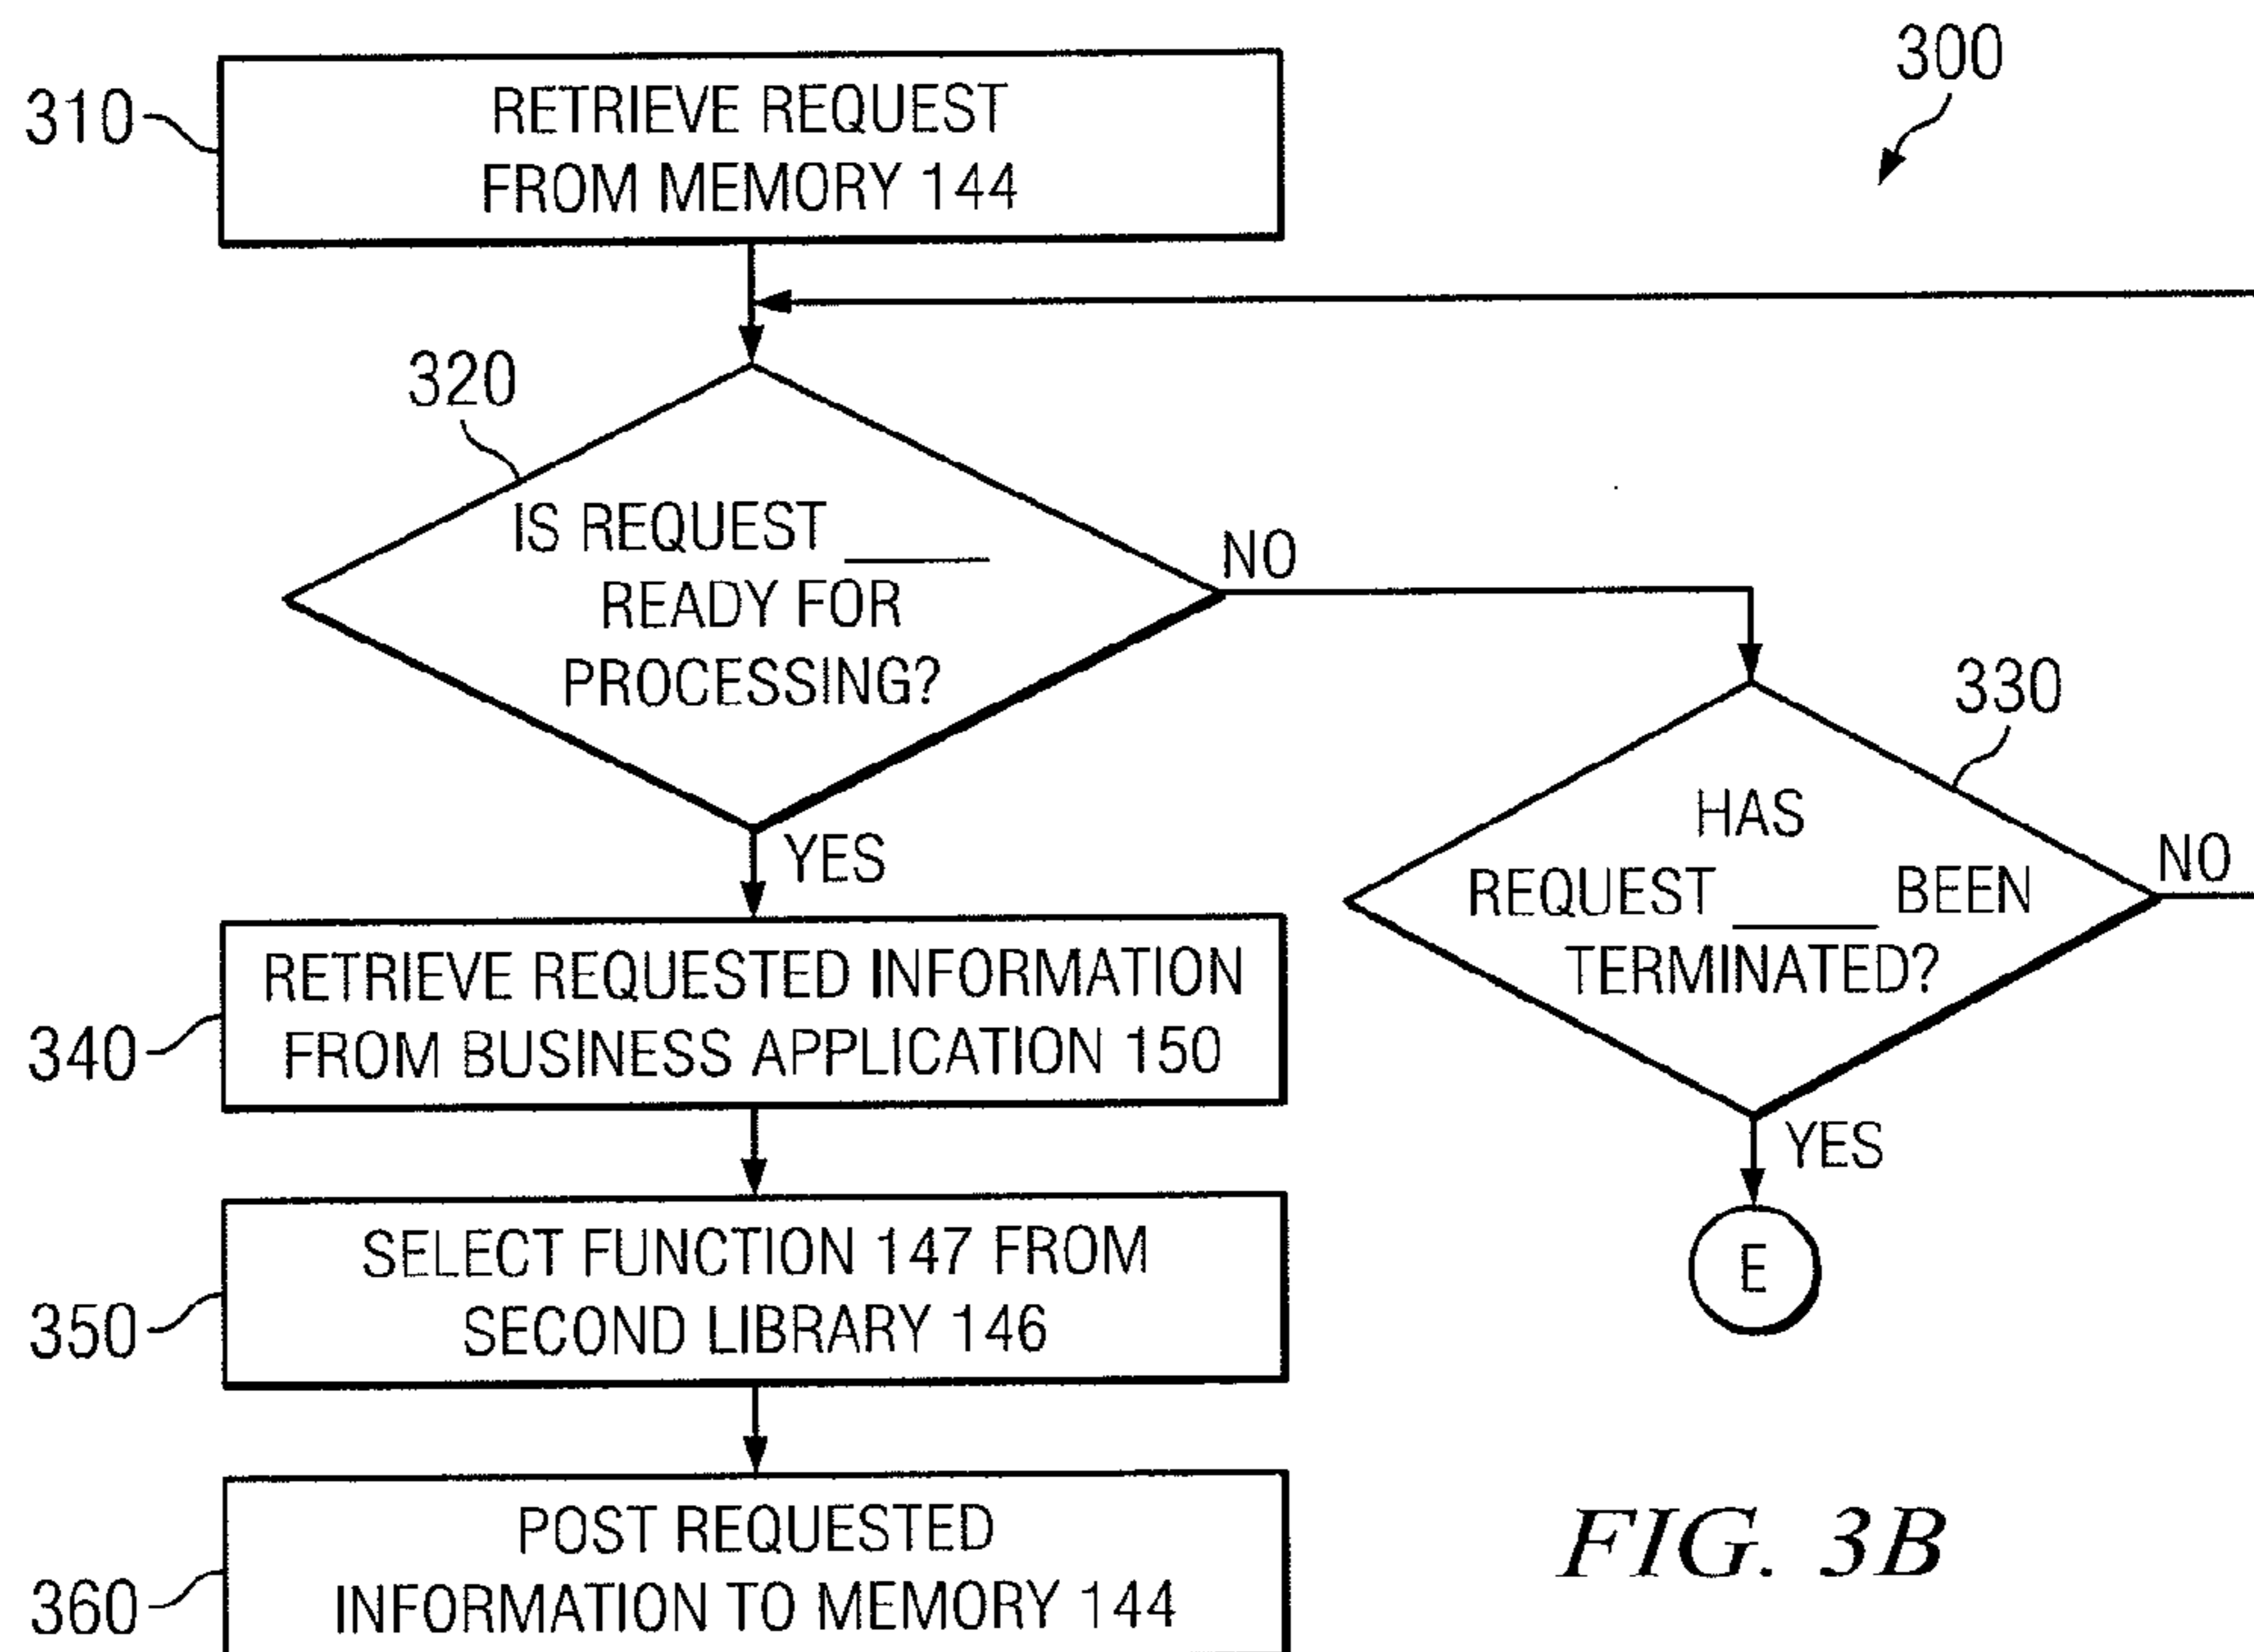 300
310
RETRIEVE REQUEST
FROM MEMORY 144
320
IS REQUEST ____
READY FOR
PROCESSING?
NO
YES
330
HAS
REQUEST ____ BEEN
TERMINATED?
NO
YES
E
340
RETRIEVE REQUESTED INFORMATION
FROM BUSINESS APPLICATION 150
350
SELECT FUNCTION 147 FROM
SECOND LIBRARY 146
360
POST REQUESTED
INFORMATION TO MEMORY 144
FIG. 3B